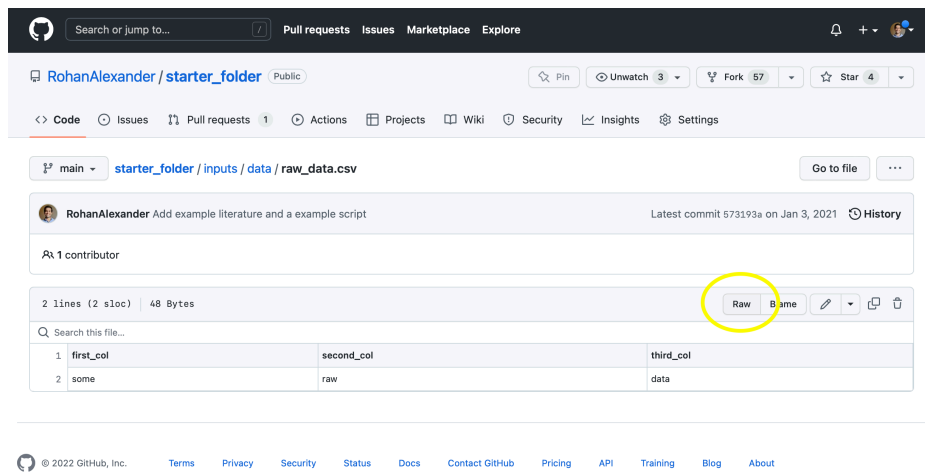 Search or jump to... / Pull requests Issues Marketplace Explore
RohanAlexander / starter_folder Public Pin Unwatch 3 Fork 57 Star 4
<> Code Issues Pull requests 1 Actions Projects Wiki Security Insights Settings
main starter_folder / inputs / data / raw_data.csv Go to file ...
RohanAlexander Add example literature and a example script Latest commit 573193a on Jan 3, 2021 History
1 contributor
2 lines (2 sloc) 48 Bytes Raw Blame
Search this file...
1 first_col second_col third_col
2 some raw data
© 2022 GitHub, Inc. Terms Privacy Security Status Docs Contact GitHub Pricing API Training Blog About